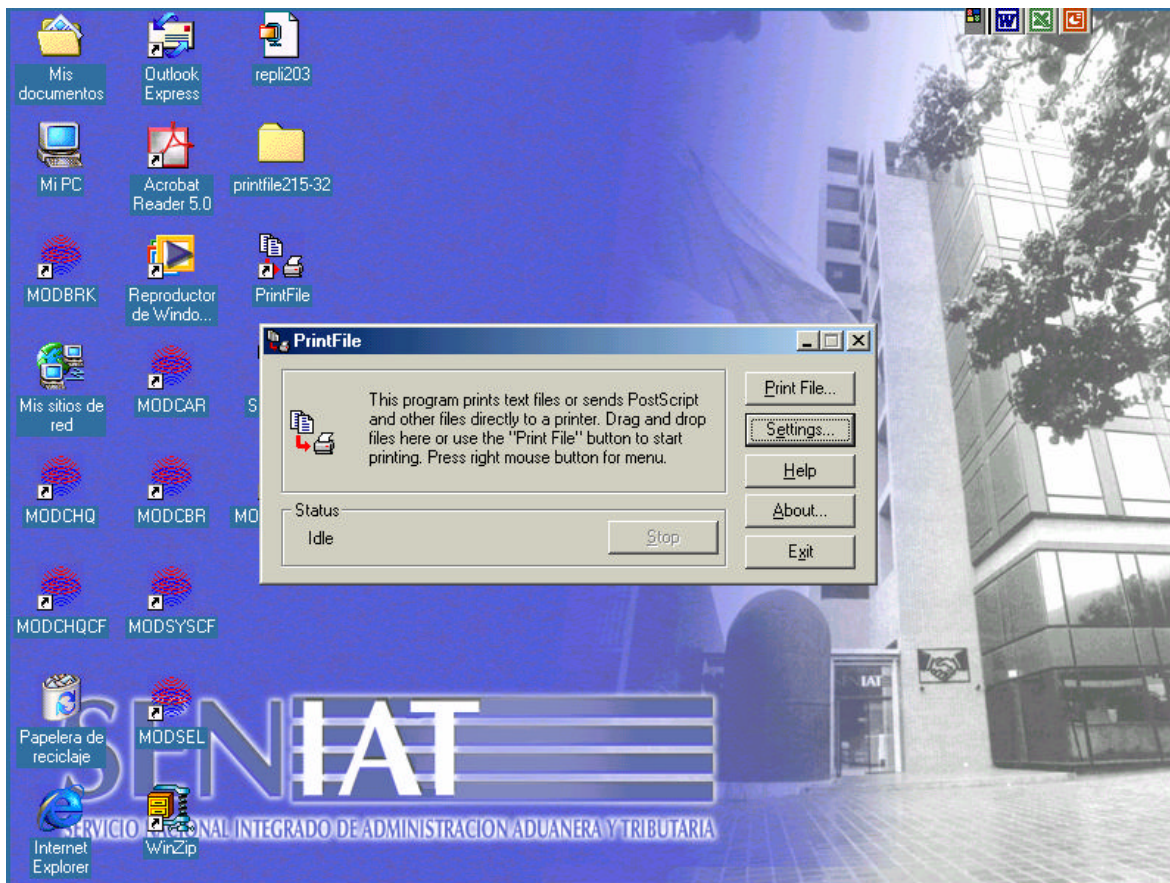 Mis
documentos
Outlook
Express
repli203
Mi PC
Acrobat
Reader 5.0
printfile215-32
MODBRK
Reproductor
de Windo...
PrintFile
Mis sitios de
red
MODCAR
S
MODCHQ
MODCBR
MO
MODCHQCF
MODSYSCF
Papelera de
reciclaje
MODSEL
Internet
Explorer
WinZip
PrintFile
This program prints text files or sends PostScript
and other files directly to a printer. Drag and drop
files here or use the "Print File" button to start
printing. Press right mouse button for menu.
Status
Idle
Stop
Print File...
Settings...
Help
About...
Exit
SENIAT
SERVICIO NACIONAL INTEGRADO DE ADMINISTRACION ADUANERA Y TRIBUTARIA